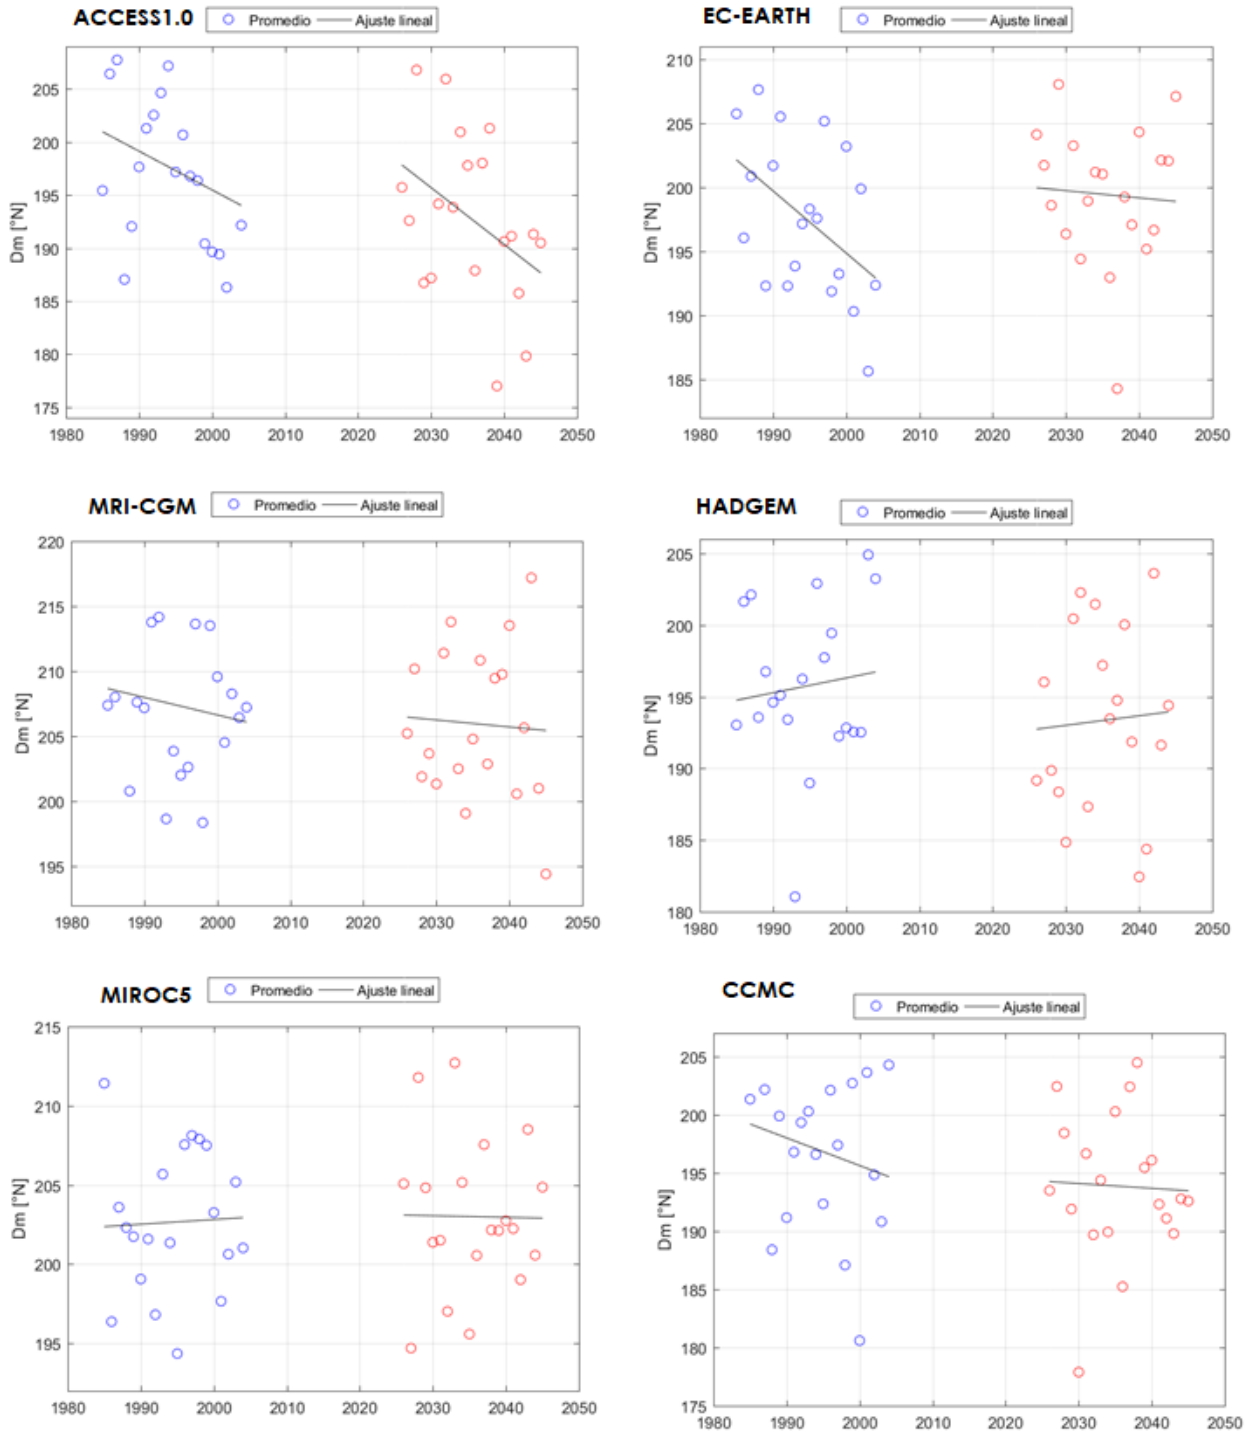 ACCESS1.0 Promedio Ajuste lineal
Dm [°N]
205
200
195
190
185
180
175
1980 1990 2000 2010 2020 2030 2040 2050
EC-EARTH Promedio Ajuste lineal
Dm [°N]
210
205
200
195
190
185
1980 1990 2000 2010 2020 2030 2040 2050
MRI-CGM Promedio Ajuste lineal
Dm [°N]
220
215
210
205
200
195
1980 1990 2000 2010 2020 2030 2040 2050
HADGEM Promedio Ajuste lineal
Dm [°N]
205
200
195
190
185
180
1980 1990 2000 2010 2020 2030 2040 2050
MIROC5 Promedio Ajuste lineal
Dm [°N]
215
210
205
200
195
1980 1990 2000 2010 2020 2030 2040 2050
CCMC Promedio Ajuste lineal
Dm [°N]
205
200
195
190
185
180
175
1980 1990 2000 2010 2020 2030 2040 2050